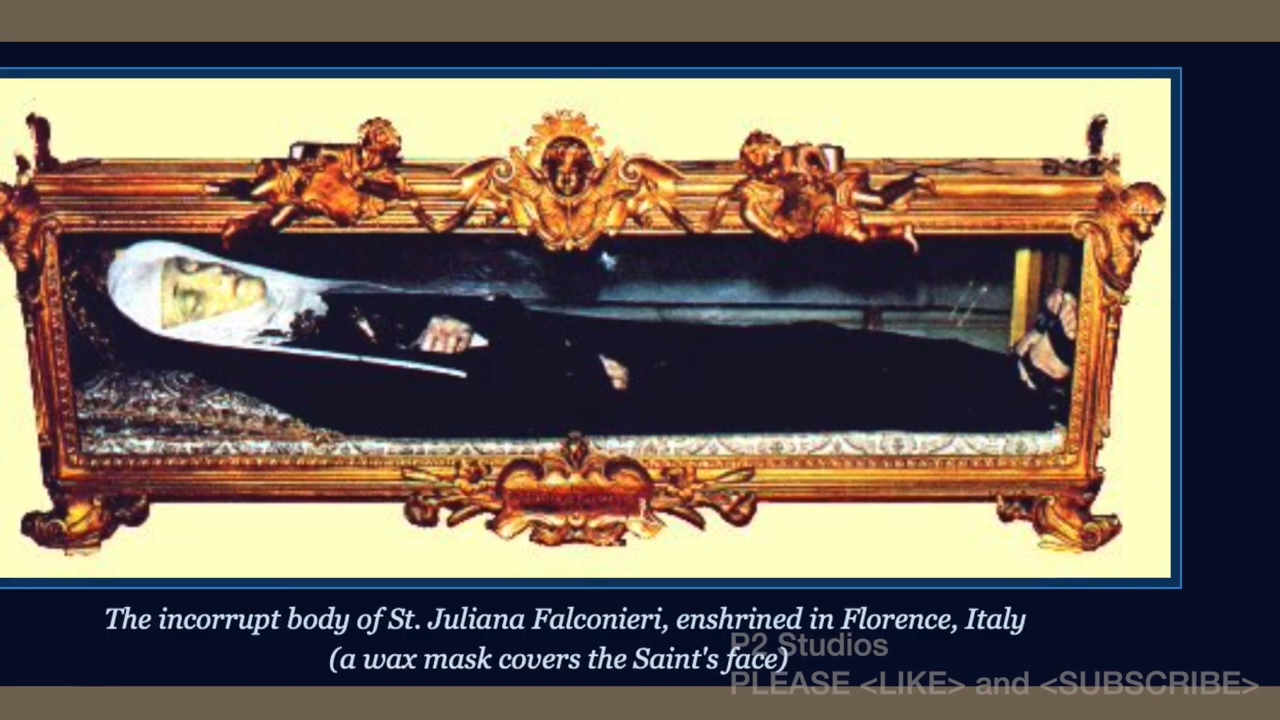 The incorrupt body of St. Juliana Falconieri, enshrined in Florence, Italy
(a wax mask covers the Saint's face)
P2 Studios
PLEASE <LIKE> and <SUBSCRIBE>